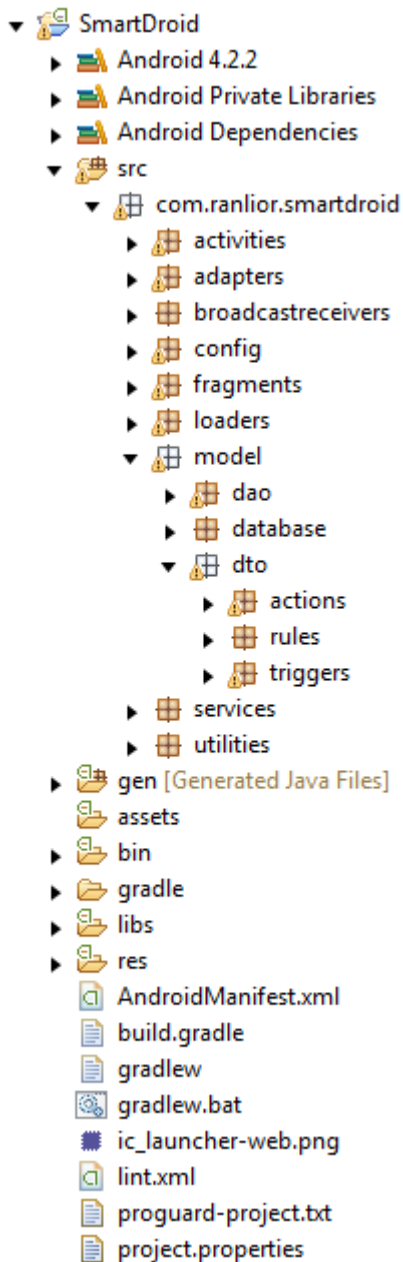 SmartDroid
Android 4.2.2
Android Private Libraries
Android Dependencies
src
com.ranlior.smartdroid
activities
adapters
broadcastreceivers
config
fragments
loaders
model
dao
database
dto
actions
rules
triggers
services
utilities
gen [Generated Java Files]
assets
bin
gradle
libs
res
AndroidManifest.xml
build.gradle
gradlew
gradlew.bat
ic_launcher-web.png
lint.xml
proguard-project.txt
project.properties